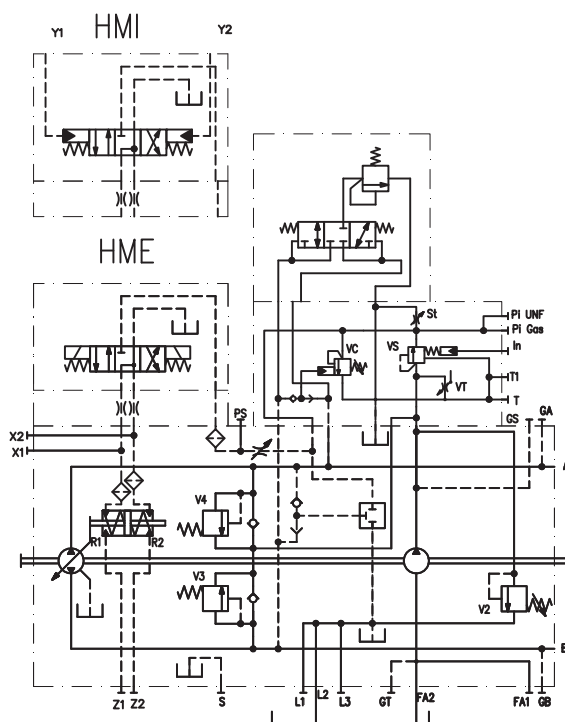 HMI
Y1
Y2
HME
St
Pi UNF
Pi Gas
VS
In
VC
VT
T1
T
PS
GS
GA
X2
X1
A
V4
R1
R2
V3
V2
B
Z1
Z2
S
L1
L2
L3
GT
FA2
FA1
GB